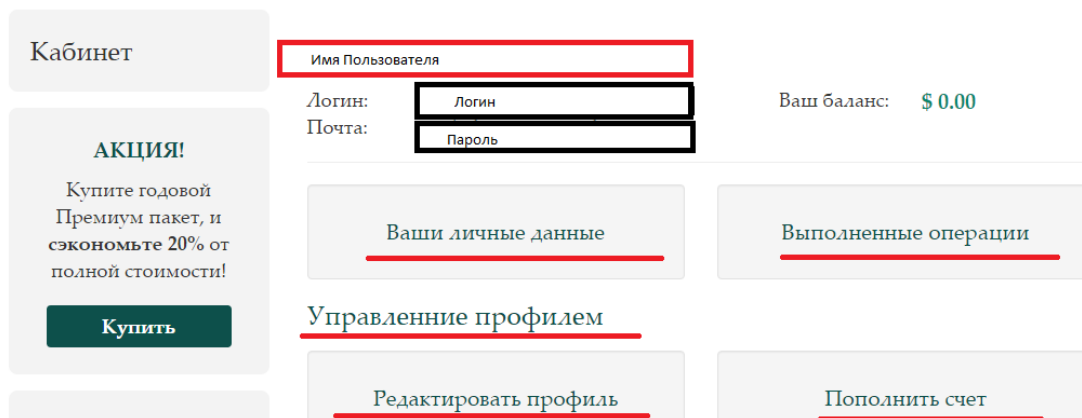 Кабинет
АКЦИЯ!
Купите годовой
Премиум пакет, и
сэкономьте 20% от
полной стоимости!
Купить
Имя Пользователя
Логин: Логин
Почта: Пароль
Ваш баланс: $ 0.00
Ваши личные данные
Выполненные операции
Управленние профилем
Редактировать профиль
Пополнить счет